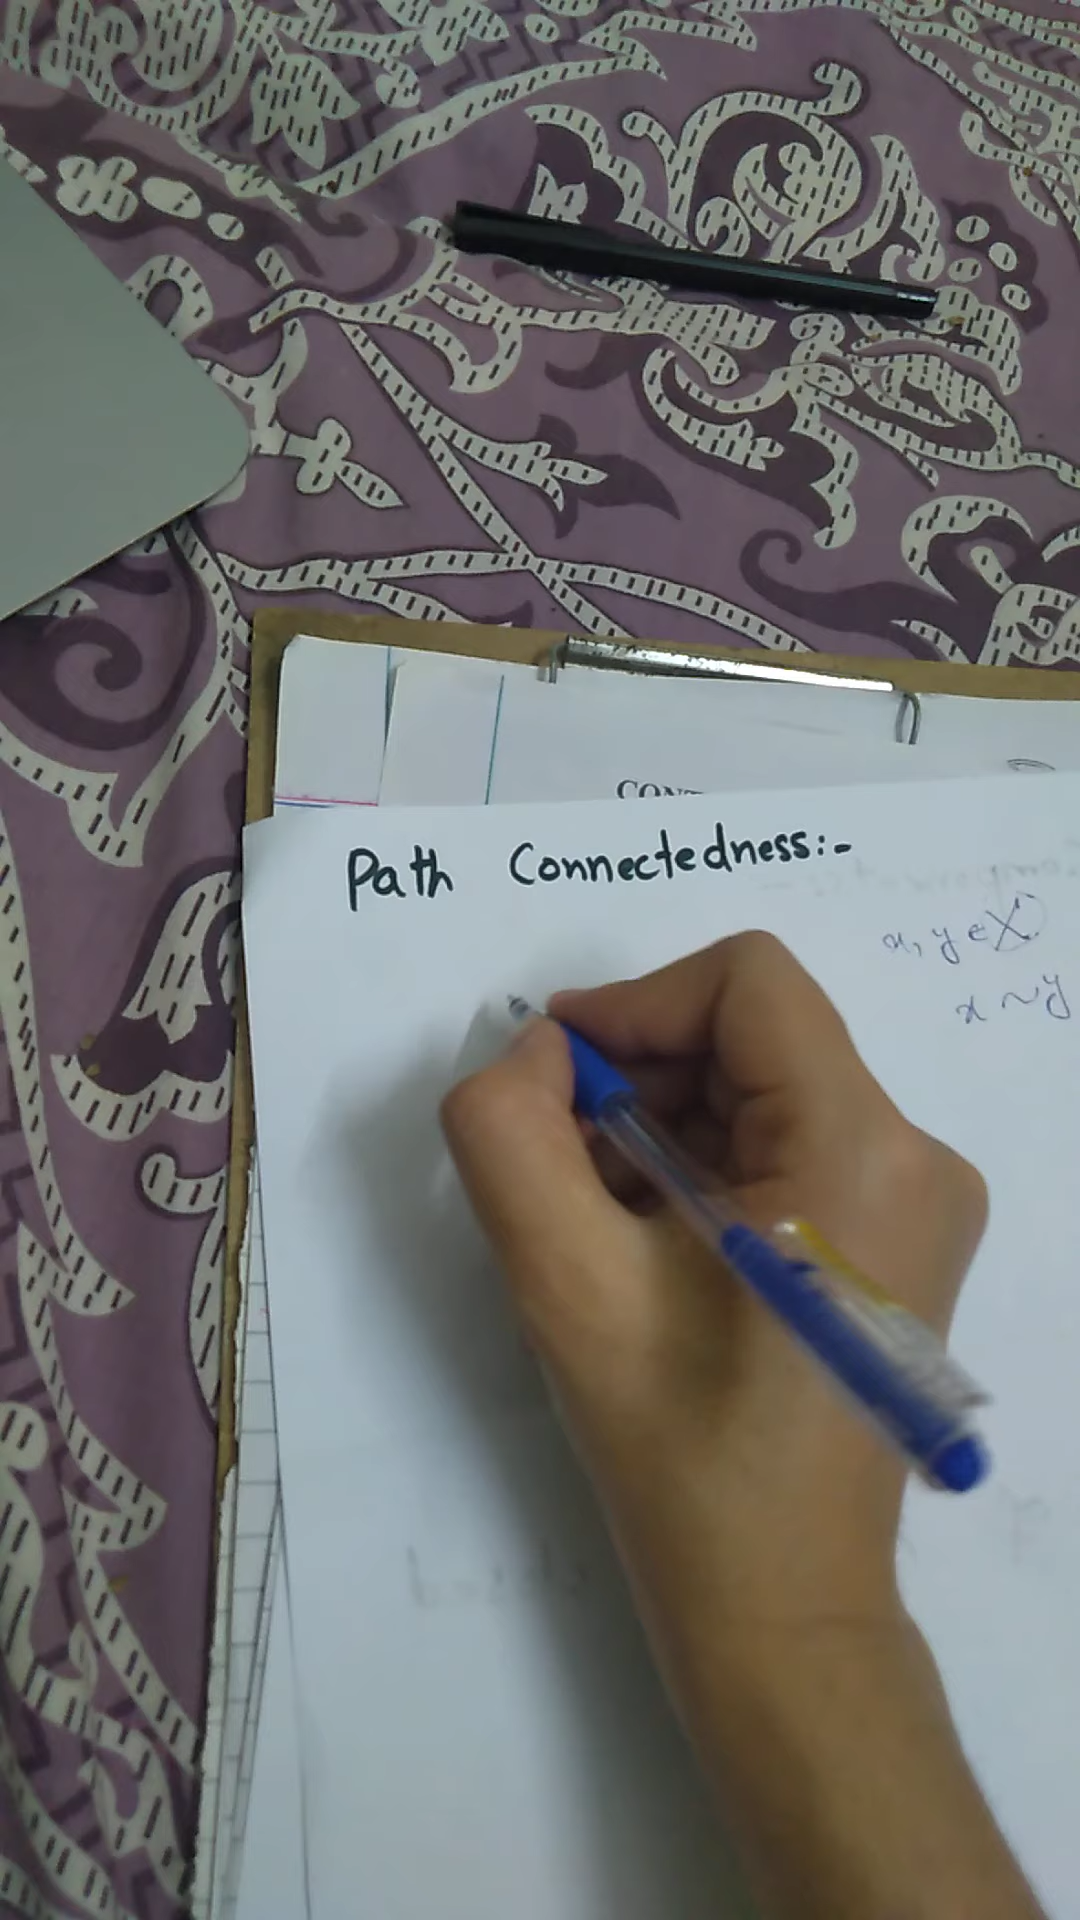 Path Connectedness:-
x, y ∈ X
x ~ y